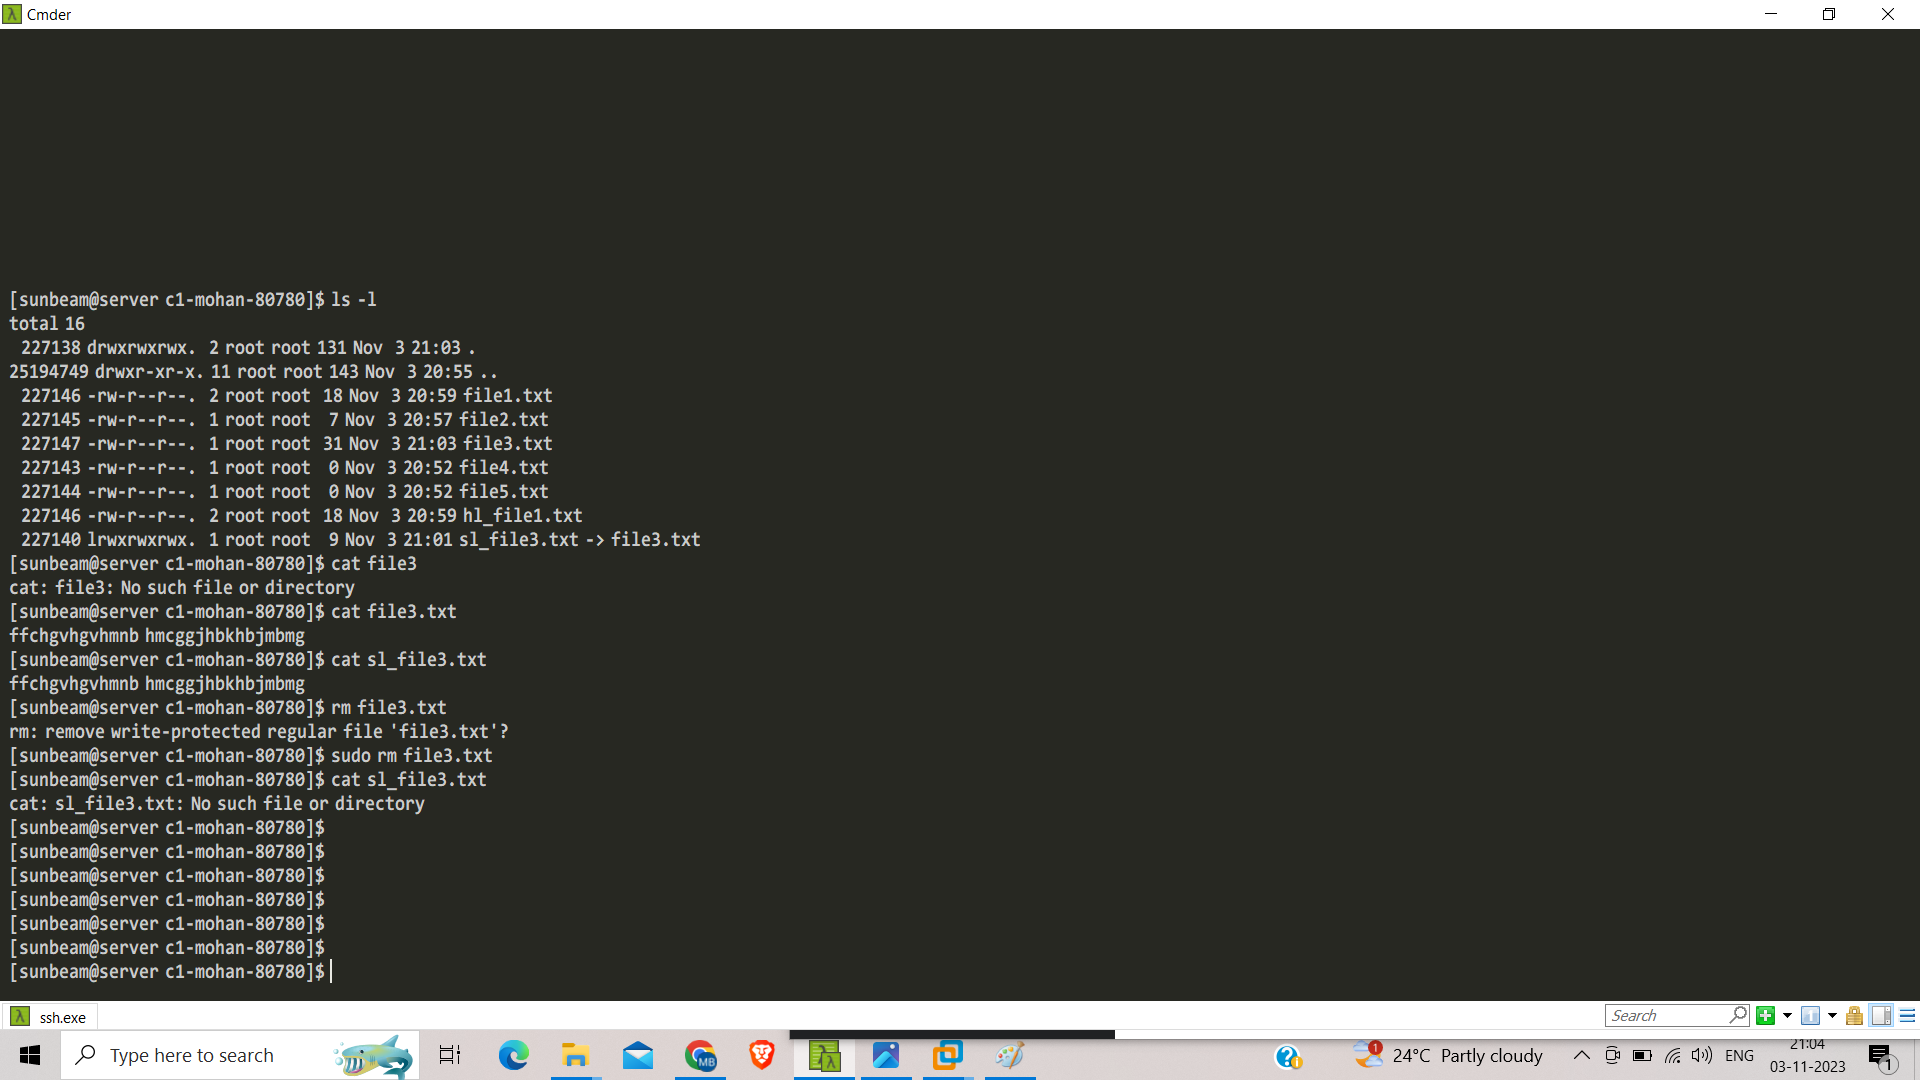 Cmder
[sunbeam@server c1-mohan-80780]$ ls -l
total 16
  227138 drwxrwxrwx.  2 root root 131 Nov  3 21:03 .
25194749 drwxr-xr-x. 11 root root 143 Nov  3 20:55 ..
  227146 -rw-r--r--.  2 root root  18 Nov  3 20:59 file1.txt
  227145 -rw-r--r--.  1 root root   7 Nov  3 20:57 file2.txt
  227147 -rw-r--r--.  1 root root  31 Nov  3 21:03 file3.txt
  227143 -rw-r--r--.  1 root root   0 Nov  3 20:52 file4.txt
  227144 -rw-r--r--.  1 root root   0 Nov  3 20:52 file5.txt
  227146 -rw-r--r--.  2 root root  18 Nov  3 20:59 hl_file1.txt
  227140 lrwxrwxrwx.  1 root root   9 Nov  3 21:01 sl_file3.txt -> file3.txt
[sunbeam@server c1-mohan-80780]$ cat file3
cat: file3: No such file or directory
[sunbeam@server c1-mohan-80780]$ cat file3.txt
ffchgvhgvhmnb hmcggjhbkhbjmbmg
[sunbeam@server c1-mohan-80780]$ cat sl_file3.txt
ffchgvhgvhmnb hmcggjhbkhbjmbmg
[sunbeam@server c1-mohan-80780]$ rm file3.txt
rm: remove write-protected regular file 'file3.txt'?
[sunbeam@server c1-mohan-80780]$ sudo rm file3.txt
[sunbeam@server c1-mohan-80780]$ cat sl_file3.txt
cat: sl_file3.txt: No such file or directory
[sunbeam@server c1-mohan-80780]$
[sunbeam@server c1-mohan-80780]$
[sunbeam@server c1-mohan-80780]$
[sunbeam@server c1-mohan-80780]$
[sunbeam@server c1-mohan-80780]$
[sunbeam@server c1-mohan-80780]$
[sunbeam@server c1-mohan-80780]$
ssh.exe
Search
Type here to search
MB
1
24°C Partly cloudy
ENG
21:04
03-11-2023
1